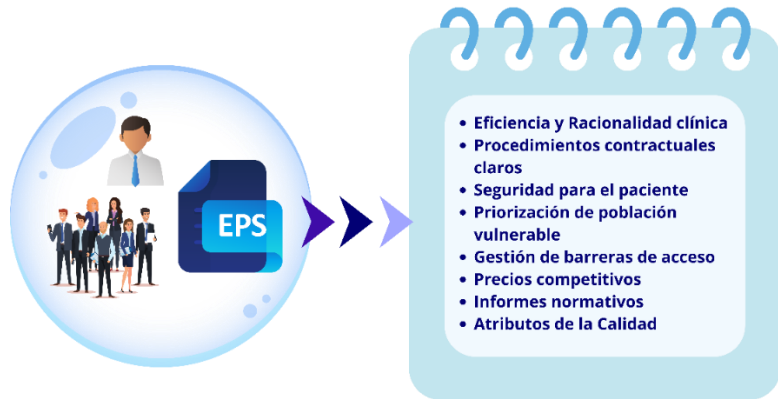 EPS
• Eficiencia y Racionalidad clínica
• Procedimientos contractuales
claros
• Seguridad para el paciente
• Priorización de población
vulnerable
• Gestión de barreras de acceso
• Precios competitivos
• Informes normativos
• Atributos de la Calidad